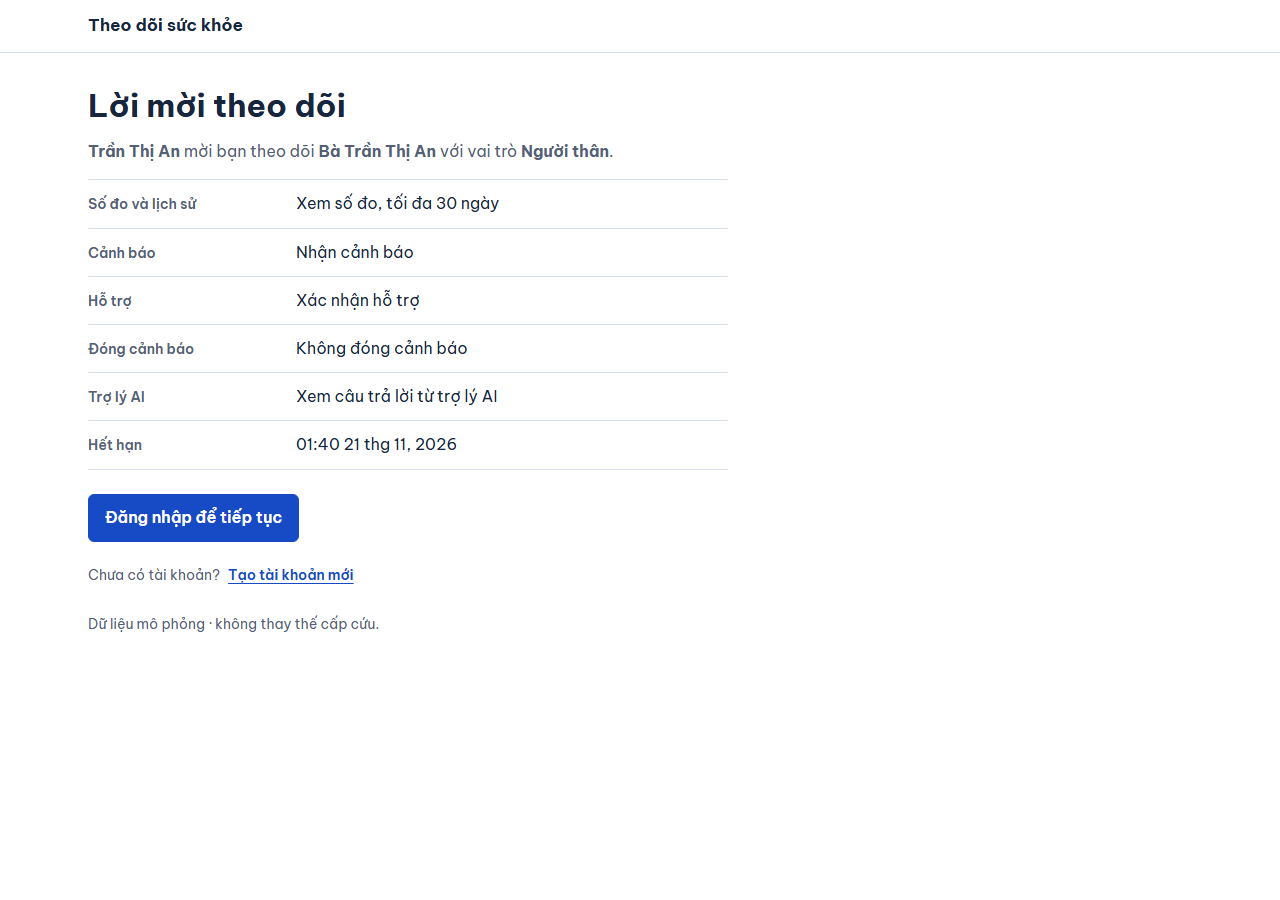 Theo dõi sức khỏe
Lời mời theo dõi
Trần Thị An mời bạn theo dõi Bà Trần Thị An với vai trò Người thân.
Số đo và lịch sử Xem số đo, tối đa 30 ngày
Cảnh báo Nhận cảnh báo
Hỗ trợ Xác nhận hỗ trợ
Đóng cảnh báo Không đóng cảnh báo
Trợ lý AI Xem câu trả lời từ trợ lý AI
Hết hạn 01:40 21 thg 11, 2026
Đăng nhập để tiếp tục
Chưa có tài khoản? Tạo tài khoản mới
Dữ liệu mô phỏng · không thay thế cấp cứu.